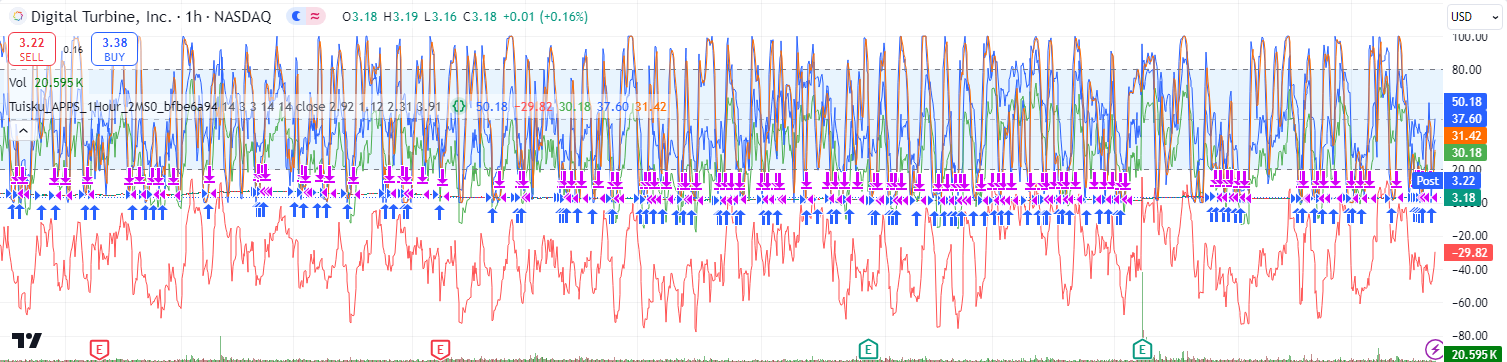 Digital Turbine, Inc. · 1h · NASDAQ ≈ O3.18 H3.19 L3.16 C3.18 +0.01 (+0.16%) USD
3.22 SELL 0.16 3.38 BUY
Vol 20.595 K
Tuisku_APPS_1Hour_2MS0_bfbe6a94 14 3 3 14 14 close 2.92 1.12 2.31 3.91 {} 50.18 −29.82 30.18 37.60 31.42
100.00
80.00
50.18
37.60
31.42
30.18
Post 3.22
3.18
−20.00
−29.82
−40.00
−60.00
−80.00
20.595 K
E E E E